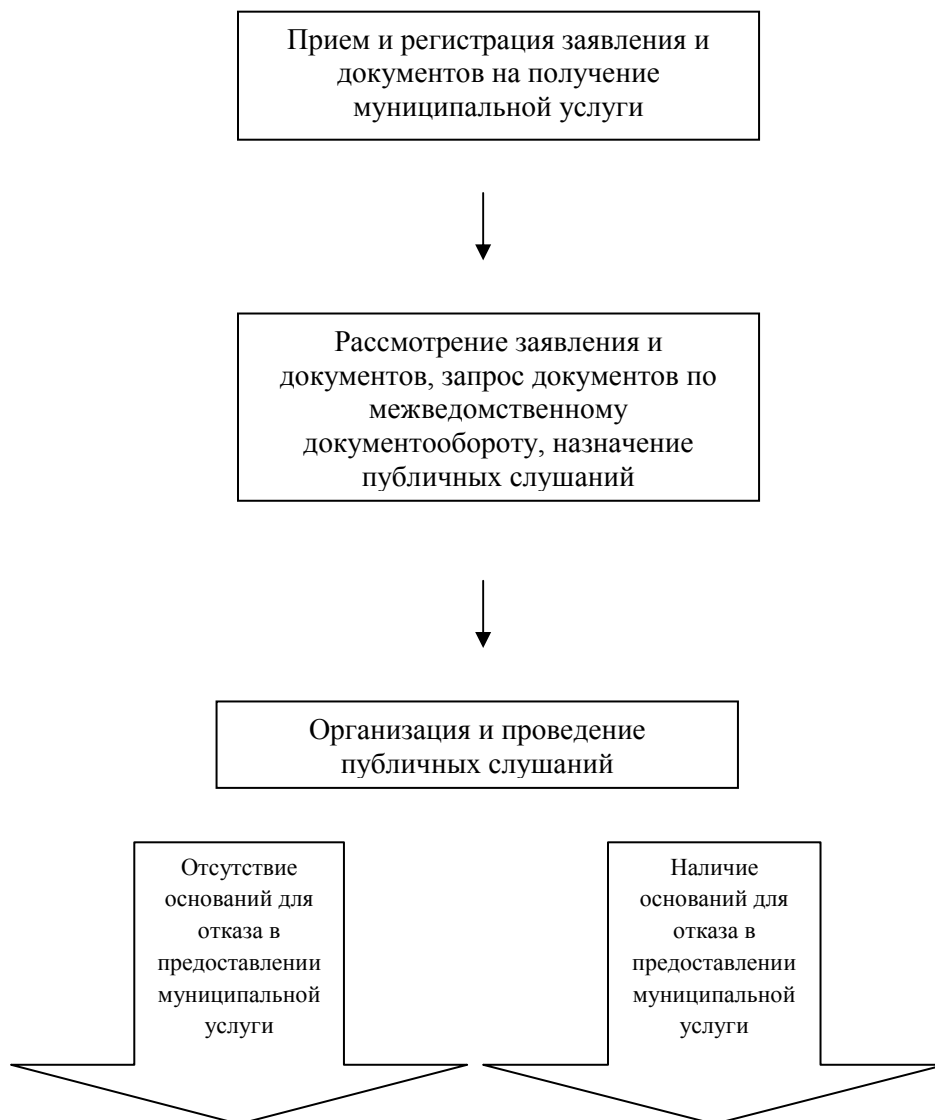 Прием и регистрация заявления и
документов на получение
муниципальной услуги
Рассмотрение заявления и
документов, запрос документов по
межведомственному
документообороту, назначение
публичных слушаний
Организация и проведение
публичных слушаний
Отсутствие
оснований для
отказа в
предоставлении
муниципальной
услуги
Наличие
оснований для
отказа в
предоставлении
муниципальной
услуги